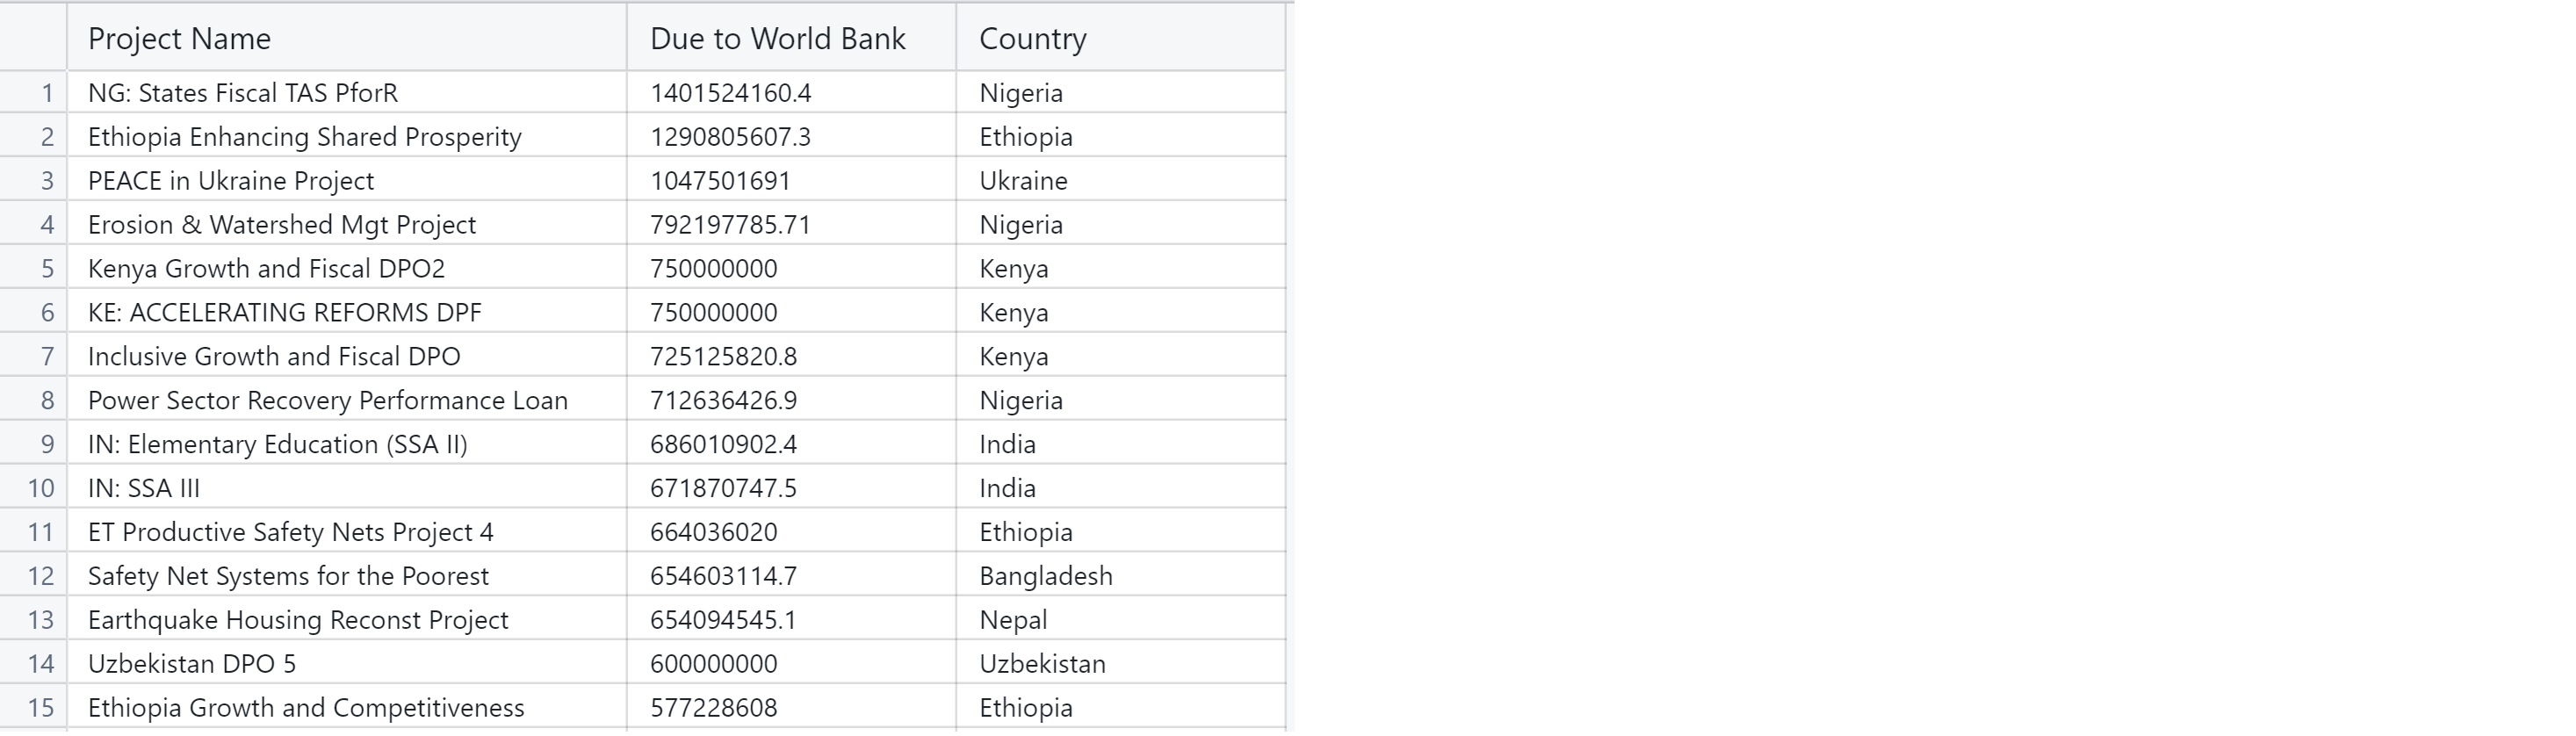 Project Name Due to World Bank Country
1 NG: States Fiscal TAS PforR 1401524160.4 Nigeria
2 Ethiopia Enhancing Shared Prosperity 1290805607.3 Ethiopia
3 PEACE in Ukraine Project 1047501691 Ukraine
4 Erosion & Watershed Mgt Project 792197785.71 Nigeria
5 Kenya Growth and Fiscal DPO2 750000000 Kenya
6 KE: ACCELERATING REFORMS DPF 750000000 Kenya
7 Inclusive Growth and Fiscal DPO 725125820.8 Kenya
8 Power Sector Recovery Performance Loan 712636426.9 Nigeria
9 IN: Elementary Education (SSA II) 686010902.4 India
10 IN: SSA III 671870747.5 India
11 ET Productive Safety Nets Project 4 664036020 Ethiopia
12 Safety Net Systems for the Poorest 654603114.7 Bangladesh
13 Earthquake Housing Reconst Project 654094545.1 Nepal
14 Uzbekistan DPO 5 600000000 Uzbekistan
15 Ethiopia Growth and Competitiveness 577228608 Ethiopia